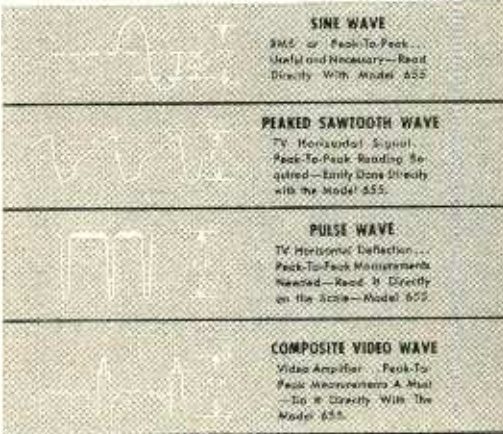 SINE WAVE
RMS or Peak-To-Peak...
Useful and Necessary—Read
Directly With Model 655
PEAKED SAWTOOTH WAVE
TV Horizontal Signal...
Peak-To-Peak Reading Re-
quired—Easily Done Directly
with the Model 655.
PULSE WAVE
TV Horizontal Deflection...
Peak-To-Peak Measurements
Needed—Read It Directly
on the Scale—Model 655
COMPOSITE VIDEO WAVE
Video Amplifier...Peak-To-
Peak Measurements A Must
—Do It Directly With The
Model 655.